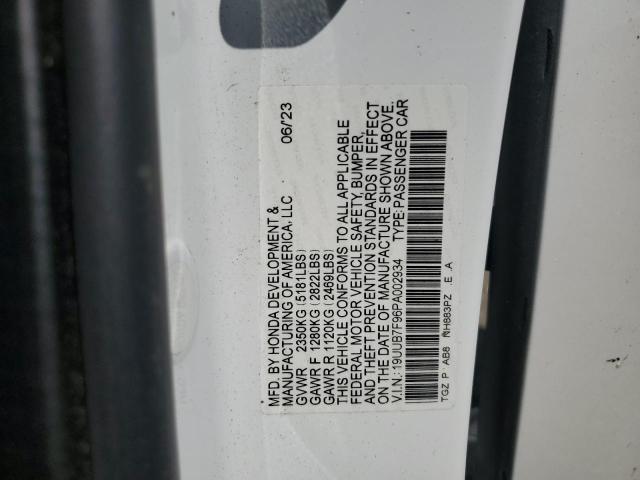 MFD. BY HONDA DEVELOPMENT &
MANUFACTURING OF AMERICA, LLC 06/'23
GVWR 2350KG (5181LBS)
GAWR F 1280KG (2822LBS)
GAWR R 1120KG (2469LBS)
THIS VEHICLE CONFORMS TO ALL APPLICABLE
FEDERAL MOTOR VEHICLE SAFETY, BUMPER,
AND THEFT PREVENTION STANDARDS IN EFFECT
ON THE DATE OF MANUFACTURE SHOWN ABOVE.
V.I.N.: 19UUB7F96PA002934 TYPE:PASSENGER CAR
TGZ P AB8 NH883PZ E A